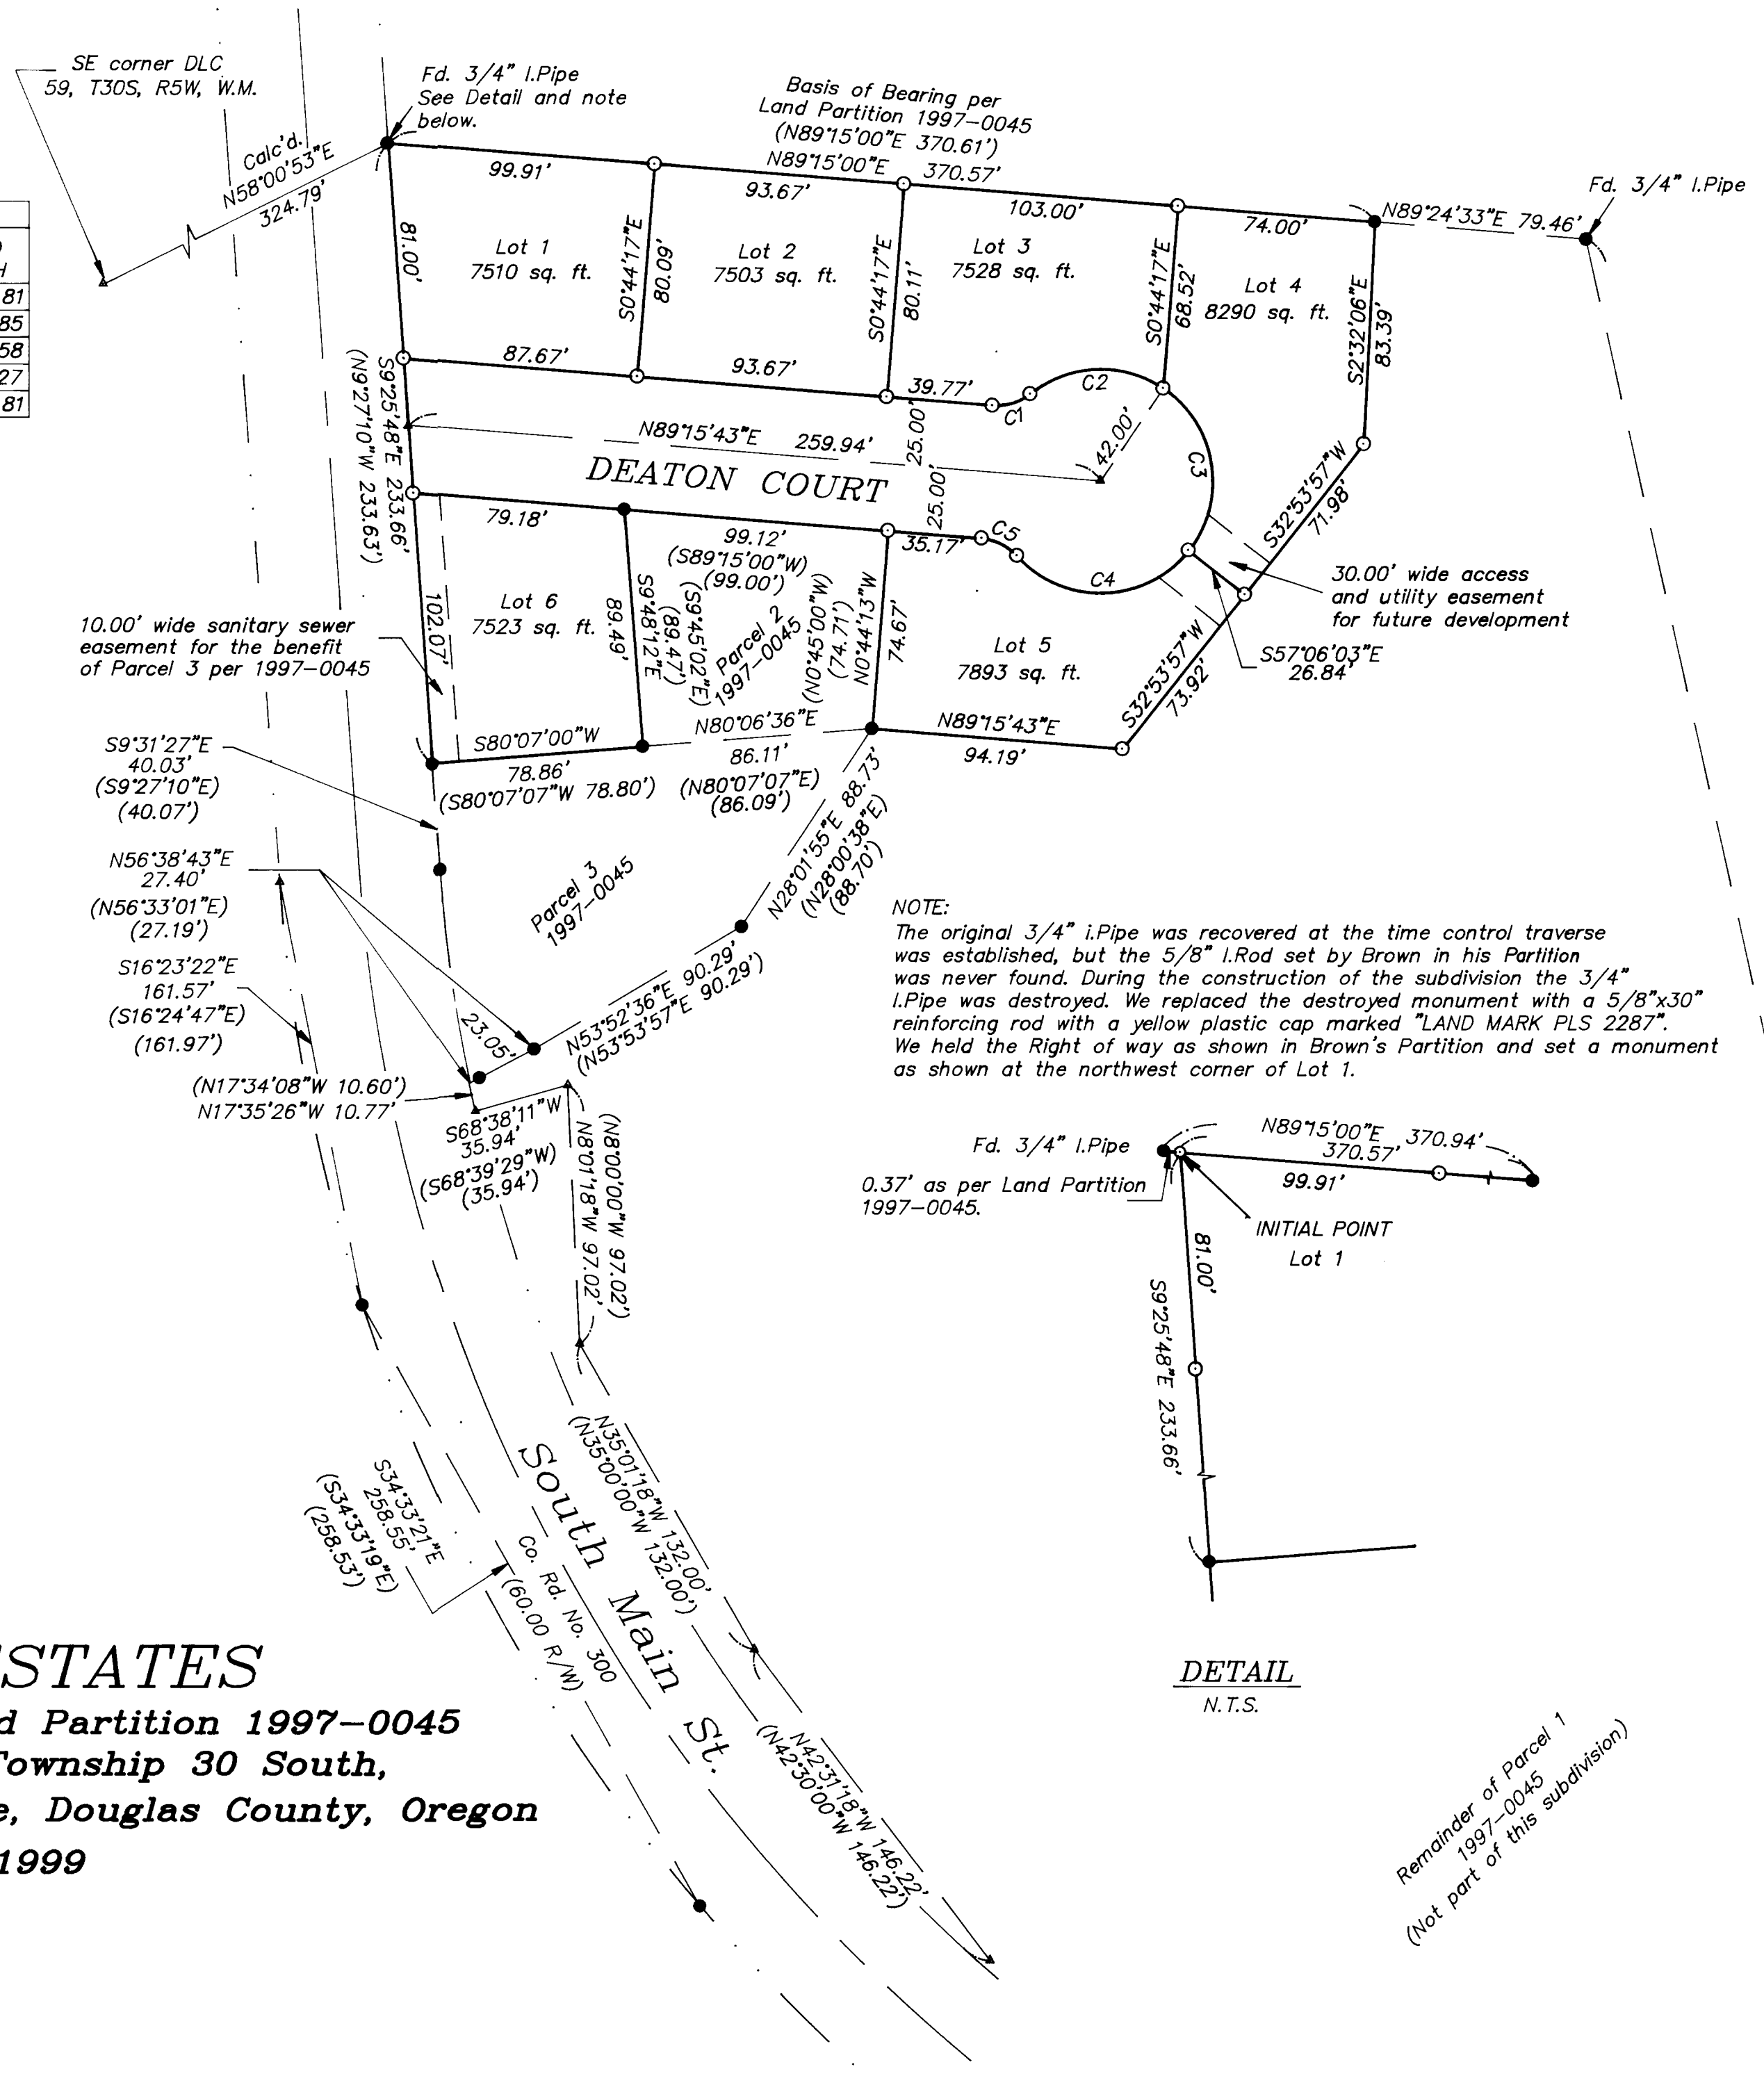 SE corner DLC
59, T30S, R5W, W.M.
Fd. 3/4" I.Pipe
See Detail and note
below.
Basis of Bearing per
Land Partition 1997-0045
(N89°15'00"E 370.61')
N89°15'00"E 370.57'
Calc'd.
N58°00'53"E
324.79'
99.91'
93.67'
103.00'
74.00'
N89°24'33"E 79.46'
Fd. 3/4" I.Pipe
81
85
58
27
81
81.00'
Lot 1
7510 sq. ft.
S0°44'17"E
80.09'
Lot 2
7503 sq. ft.
S0°44'17"E
80.11'
Lot 3
7528 sq. ft.
S0°44'17"E
68.52'
Lot 4
8290 sq. ft.
S2°32'06"E
83.39'
87.67'
93.67'
39.77'
C1
C2
C3
S9°25'48"E 233.66'
(N9°27'10"W 233.63')
N89°15'43"E 259.94'
25.00'
25.00'
42.00'
DEATON COURT
S32°53'57"W
71.98'
79.18'
99.12'
(S89°15'00"W)
(99.00')
35.17'
C5
C4
30.00' wide access
and utility easement
for future development
S57°06'03"E
26.84'
10.00' wide sanitary sewer
easement for the benefit
of Parcel 3 per 1997-0045
102.07'
Lot 6
7523 sq. ft.
S9°48'12"E
89.49'
(S9°45'02"E)
(89.47')
Parcel 2
1997-0045
(N0°45'00"W)
(74.71')
N0°44'13"W
74.67'
Lot 5
7893 sq. ft.
S32°53'57"W
73.92'
S80°07'00"W
78.86'
(S80°07'07"W 78.80')
N80°06'36"E
86.11'
(N80°07'07"E)
(86.09')
N89°15'43"E
94.19'
S9°31'27"E
40.03'
(S9°27'10"E)
(40.07')
N28°01'55"E 88.73'
(N28°00'38"E)
(88.70')
N56°38'43"E
27.40'
(N56°33'01"E)
(27.19')
Parcel 3
1997-0045
S16°23'22"E
161.57'
(S16°24'47"E)
(161.97')
23.05'
N53°52'36"E 90.29'
(N53°53'57"E 90.29')
(N17°34'08"W 10.60')
N17°35'26"W 10.77'
S68°38'11"W
35.94'
(S68°39'29"W)
(35.94')
N8°01'18"W 97.02'
(N8°00'00"W 97.02')
NOTE:
The original 3/4" i.Pipe was recovered at the time control traverse
was established, but the 5/8" I.Rod set by Brown in his Partition
was never found. During the construction of the subdivision the 3/4"
I.Pipe was destroyed. We replaced the destroyed monument with a 5/8"x30"
reinforcing rod with a yellow plastic cap marked "LAND MARK PLS 2287".
We held the Right of way as shown in Brown's Partition and set a monument
as shown at the northwest corner of Lot 1.
Fd. 3/4" I.Pipe
N89°15'00"E 370.94'
370.57'
99.91'
0.37' as per Land Partition
1997-0045.
INITIAL POINT
Lot 1
81.00'
S9°25'48"E 233.66'
DETAIL
N.T.S.
N35°01'18"W 132.00'
(N35°00'00"W 132.00')
S34°33'21"E
258.55'
(S34°33'19"E)
(258.53')
South Main St.
Co. Rd. No. 300
(60.00 R/W)
N42°31'18"W 146.22'
(N42°30'00"W 146.22')
STATES
d Partition 1997-0045
Township 30 South,
e, Douglas County, Oregon
1999
Remainder of Parcel 1
1997-0045
(Not part of this subdivision)